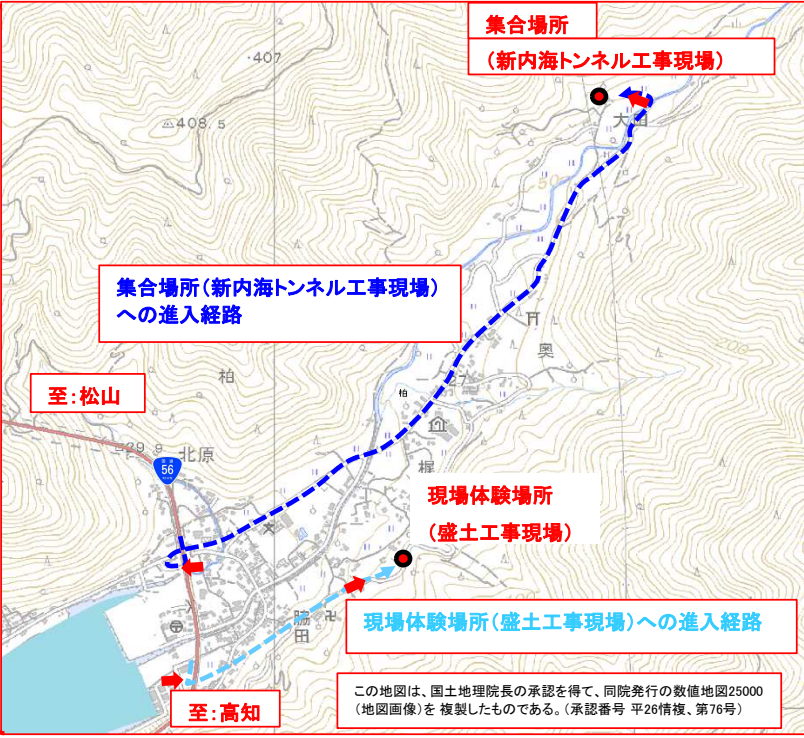 集合場所
（新内海トンネル工事現場）
・407
408.5
大田
集合場所（新内海トンネル工事現場）
への進入経路
奥
柏
27
柏
至：松山
29.9
北原
56
梶
現場体験場所
（盛土工事現場）
脇田
現場体験場所（盛土工事現場）への進入経路
至：高知
この地図は、国土地理院長の承認を得て、同院発行の数値地図25000
（地図画像）を 複製したものである。（承認番号 平26情複、第76号）